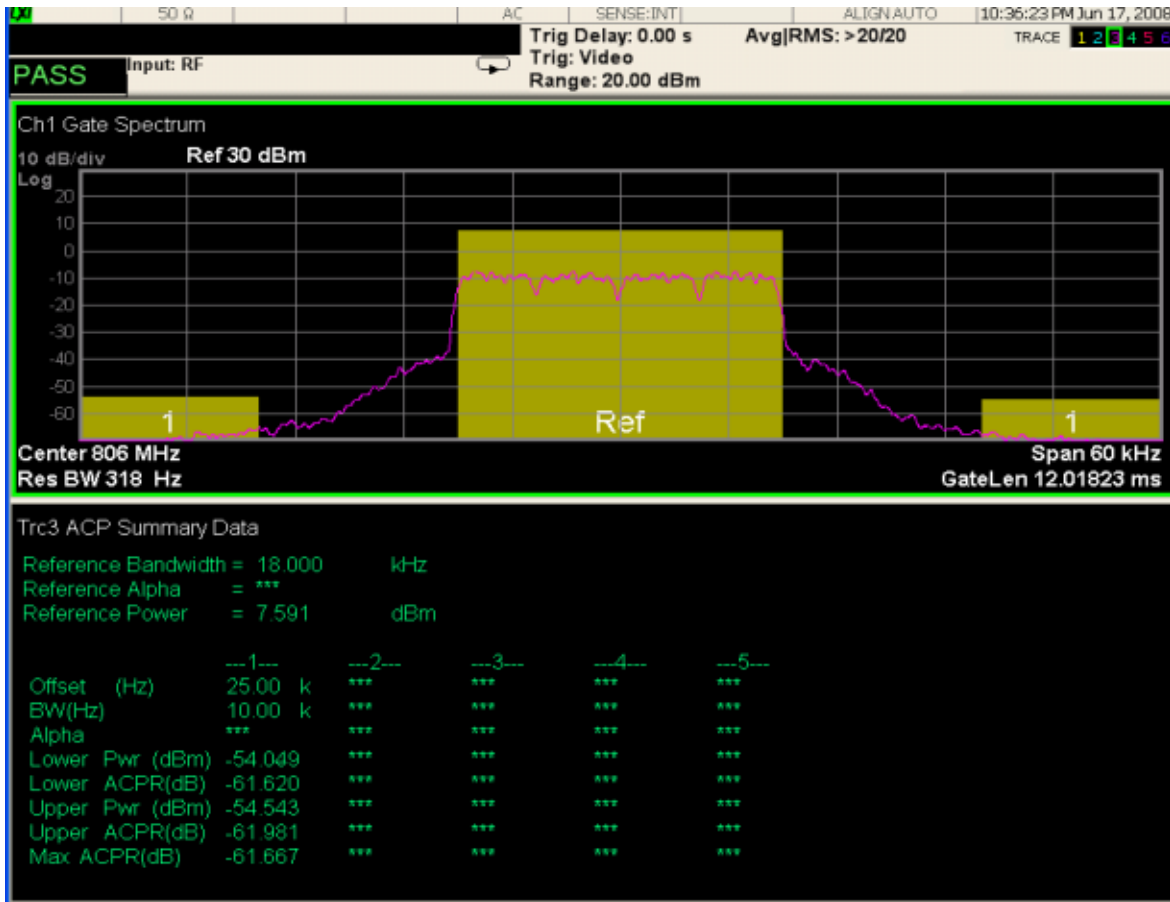 LXI 50 Ω AC SENSE:INT ALIGN AUTO 10:36:23 PM Jun 17, 2008
Trig Delay: 0.00 s Avg|RMS: >20/20 TRACE 1 2 3 4 5 6
PASS Input: RF Trig: Video
Range: 20.00 dBm
Ch1 Gate Spectrum
10 dB/div Ref 30 dBm
Log
20
10
0
-10
-20
-30
-40
-50
-60
1 Ref 1
Center 806 MHz Span 60 kHz
Res BW 318 Hz GateLen 12.01823 ms
Trc3 ACP Summary Data
Reference Bandwidth = 18.000 kHz
Reference Alpha = ***
Reference Power = 7.591 dBm
---1--- ---2--- ---3--- ---4--- ---5---
Offset (Hz) 25.00 k *** *** *** ***
BW(Hz) 10.00 k *** *** *** ***
Alpha *** *** *** *** ***
Lower Pwr (dBm) -54.049 *** *** *** ***
Lower ACPR(dB) -61.620 *** *** *** ***
Upper Pwr (dBm) -54.543 *** *** *** ***
Upper ACPR(dB) -61.981 *** *** *** ***
Max ACPR(dB) -61.667 *** *** *** ***